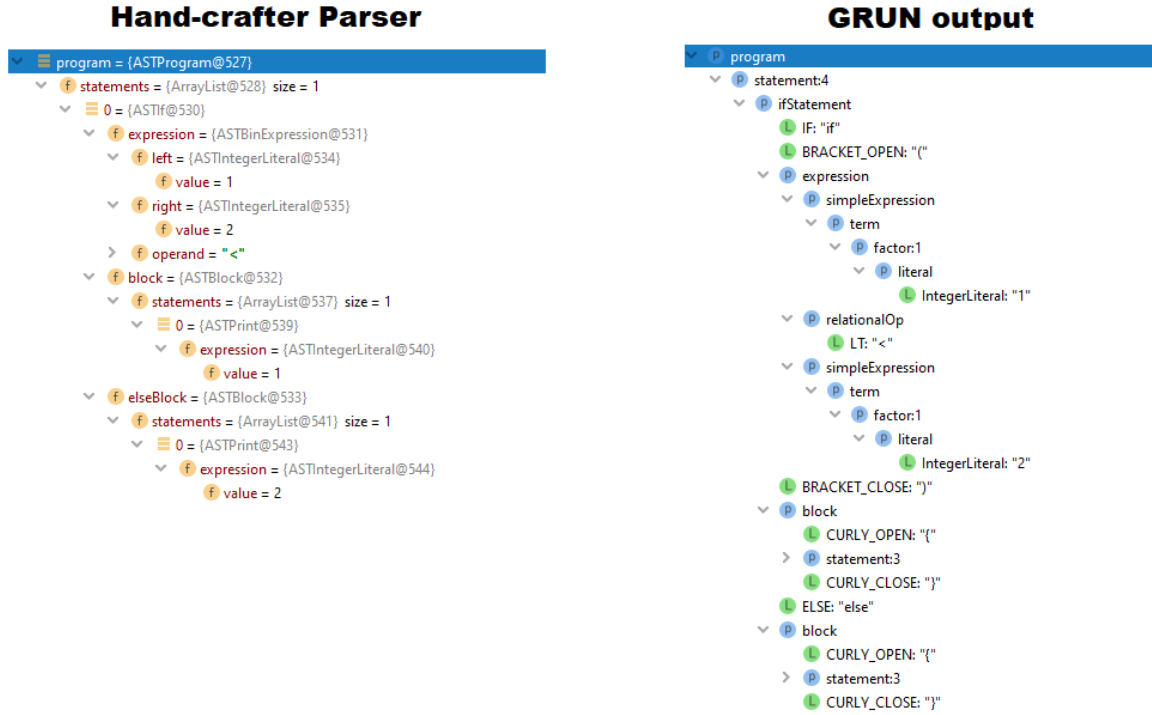 Hand-crafter Parser
program = {ASTProgram@527}
statements = {ArrayList@528} size = 1
0 = {ASTIf@530}
expression = {ASTBinExpression@531}
left = {ASTIntegerLiteral@534}
value = 1
right = {ASTIntegerLiteral@535}
value = 2
operand = "<"
block = {ASTBlock@532}
statements = {ArrayList@537} size = 1
0 = {ASTPrint@539}
expression = {ASTIntegerLiteral@540}
value = 1
elseBlock = {ASTBlock@533}
statements = {ArrayList@541} size = 1
0 = {ASTPrint@543}
expression = {ASTIntegerLiteral@544}
value = 2
GRUN output
program
statement:4
ifStatement
IF: "if"
BRACKET_OPEN: "("
expression
simpleExpression
term
factor:1
literal
IntegerLiteral: "1"
relationalOp
LT: "<"
simpleExpression
term
factor:1
literal
IntegerLiteral: "2"
BRACKET_CLOSE: ")"
block
CURLY_OPEN: "{"
statement:3
CURLY_CLOSE: "}"
ELSE: "else"
block
CURLY_OPEN: "{"
statement:3
CURLY_CLOSE: "}"